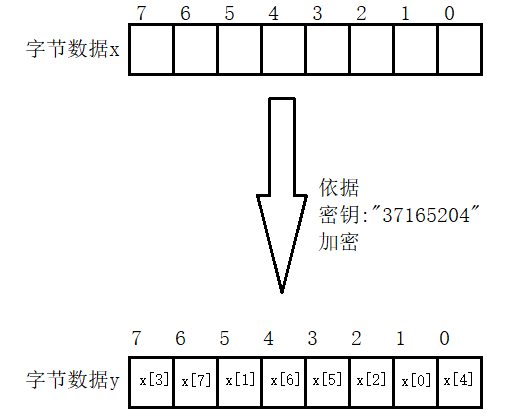 7 6 5 4 3 2 1 0
字节数据x
依据
密钥:"37165204"
加密
7 6 5 4 3 2 1 0
字节数据y x[3] x[7] x[1] x[6] x[5] x[2] x[0] x[4]